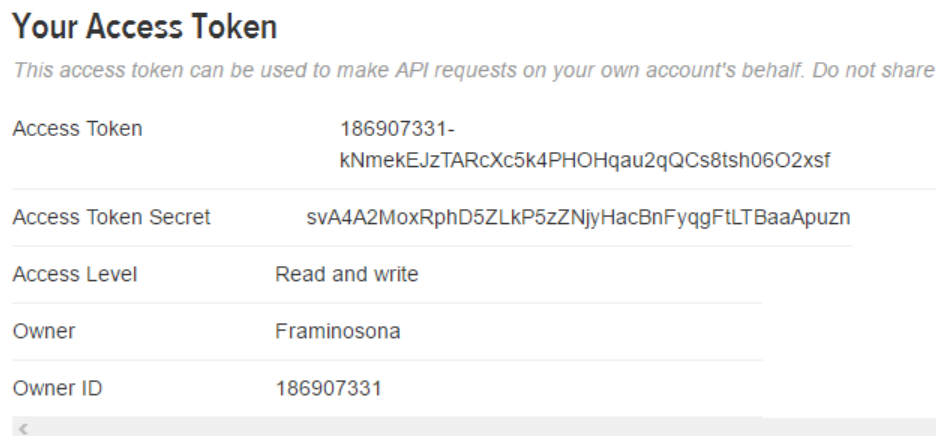 Your Access Token
This access token can be used to make API requests on your own account's behalf. Do not share
Access Token 186907331-
kNmekEJzTARcXc5k4PHOHqau2qQCs8tsh06O2xsf
Access Token Secret svA4A2MoxRphD5ZLkP5zZNjyHacBnFyqgFtLTBaaApuzn
Access Level Read and write
Owner Framinosona
Owner ID 186907331